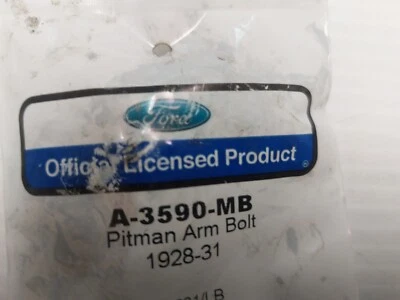 Ford
Official Licensed Product
A-3590-MB
Pitman Arm Bolt
1928-31